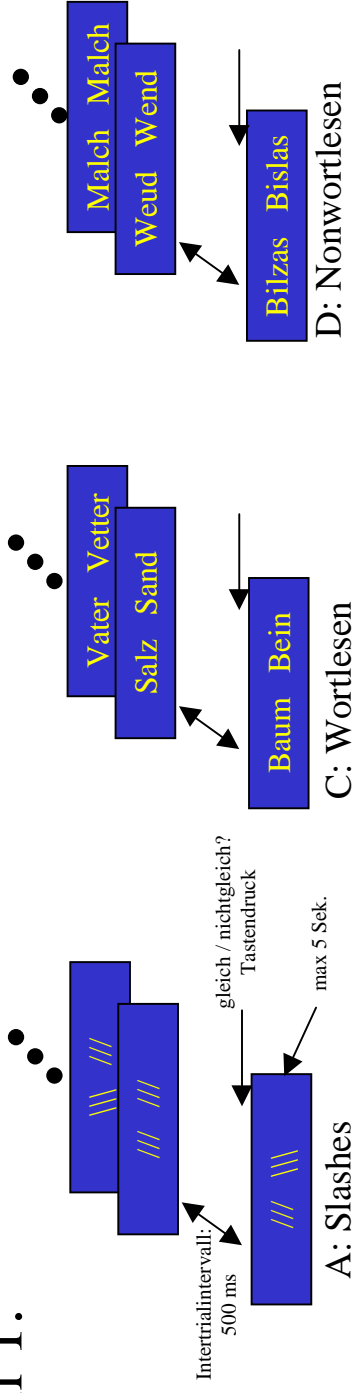 \\\\ ///
/// ///
/// \\\\
Intertrialintervall:
500 ms
gleich / nichtgleich?
Tastendruck
max 5 Sek.
A: Slashes
Vater Vetter
Salz Sand
Baum Bein
C: Wortlesen
Malch Malch
Weud Wend
Bilzas Bislas
D: Nonwortlesen